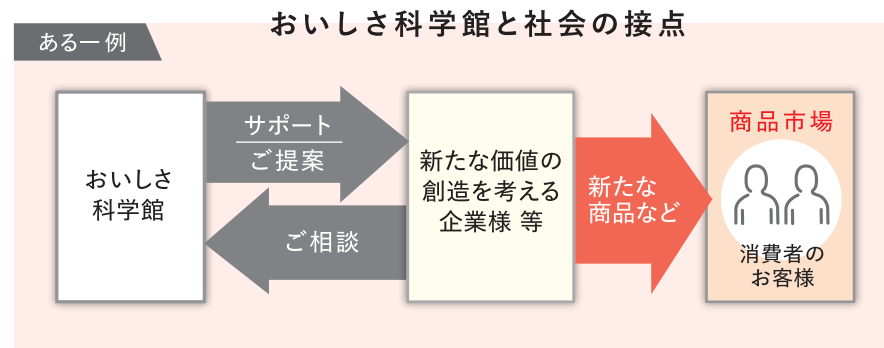 おいしさ科学館と社会の接点
ある一例
おいしさ
科学館
サポート
ご提案
ご相談
新たな価値の
創造を考える
企業様 等
新たな
商品など
商品市場
消費者の
お客様